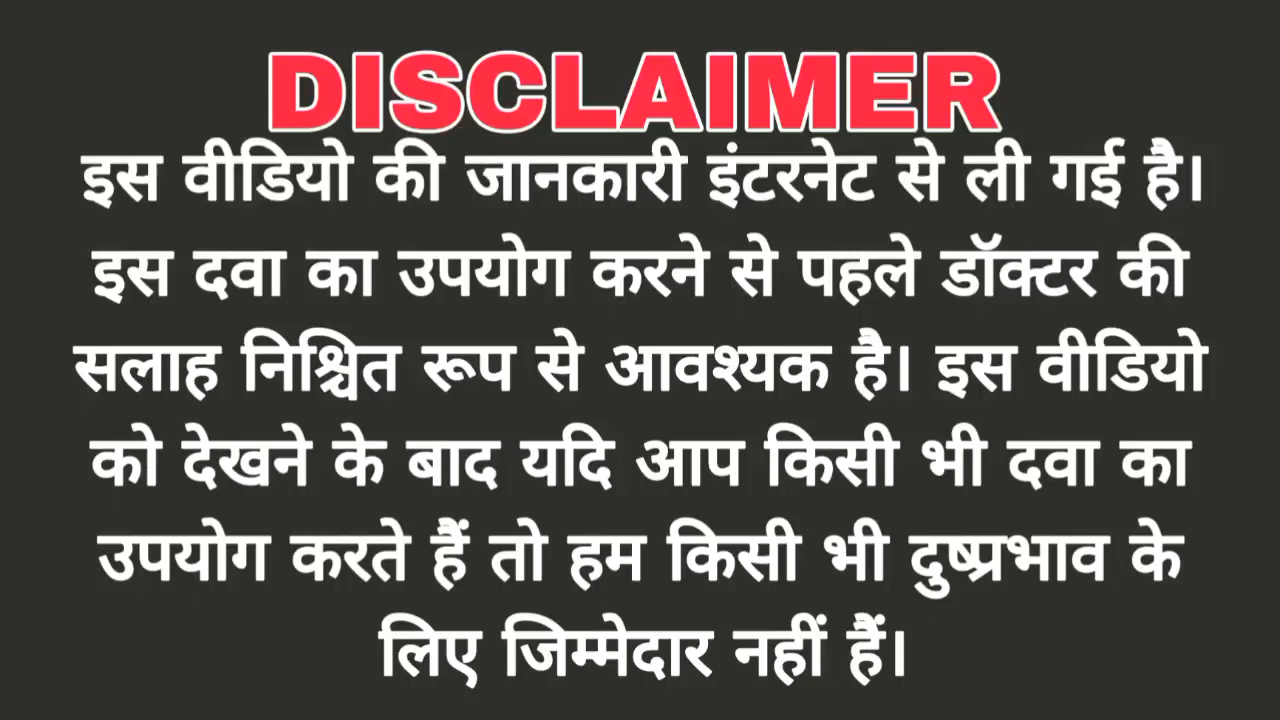 DISCLAIMER
इस वीडियो की जानकारी इंटरनेट से ली गई है।
इस दवा का उपयोग करने से पहले डॉक्टर की
सलाह निश्चित रूप से आवश्यक है। इस वीडियो
को देखने के बाद यदि आप किसी भी दवा का
उपयोग करते हैं तो हम किसी भी दुष्प्रभाव के
लिए जिम्मेदार नहीं हैं।